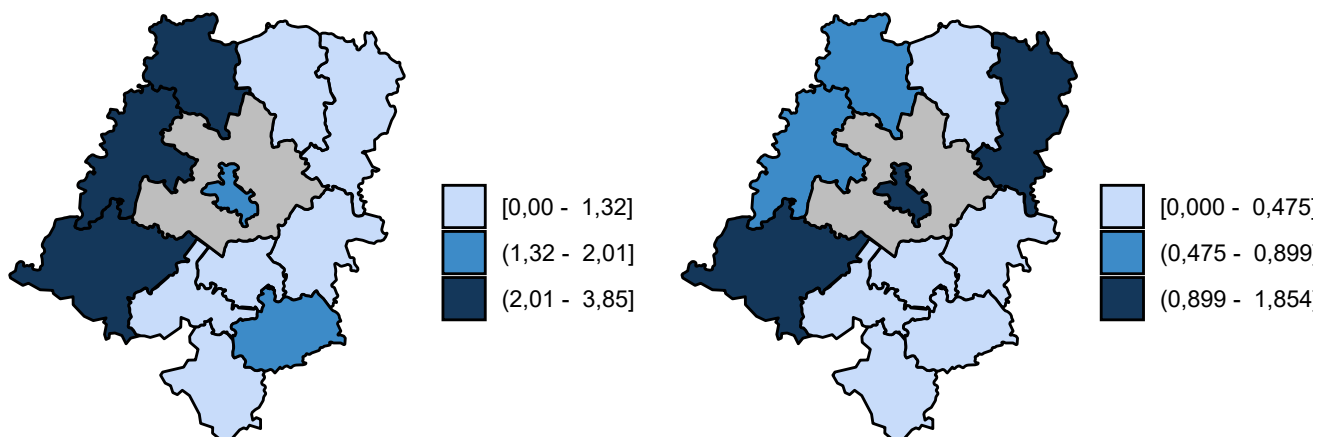 [0,00 - 1,32]
(1,32 - 2,01]
(2,01 - 3,85]
[0,000 - 0,475]
(0,475 - 0,899]
(0,899 - 1,854]